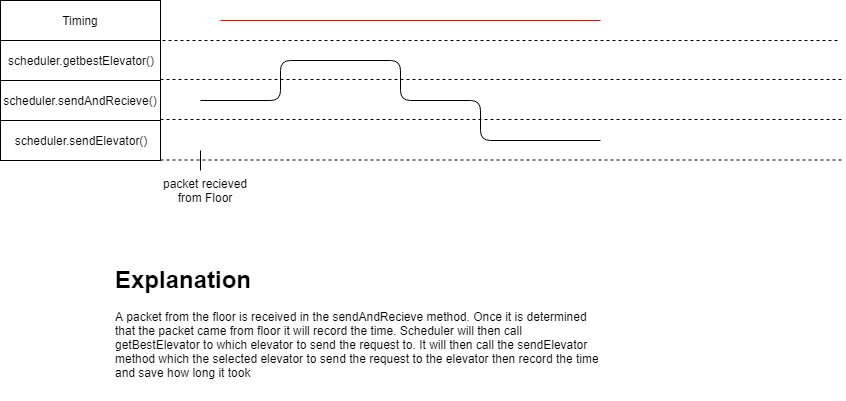 Timing
scheduler.getbestElevator()
scheduler.sendAndRecieve()
scheduler.sendElevator()
packet recieved
from Floor
Explanation
A packet from the floor is received in the sendAndRecieve method. Once it is determined
that the packet came from floor it will record the time. Scheduler will then call
getBestElevator to which elevator to send the request to. It will then call the sendElevator
method which the selected elevator to send the request to the elevator then record the time
and save how long it took